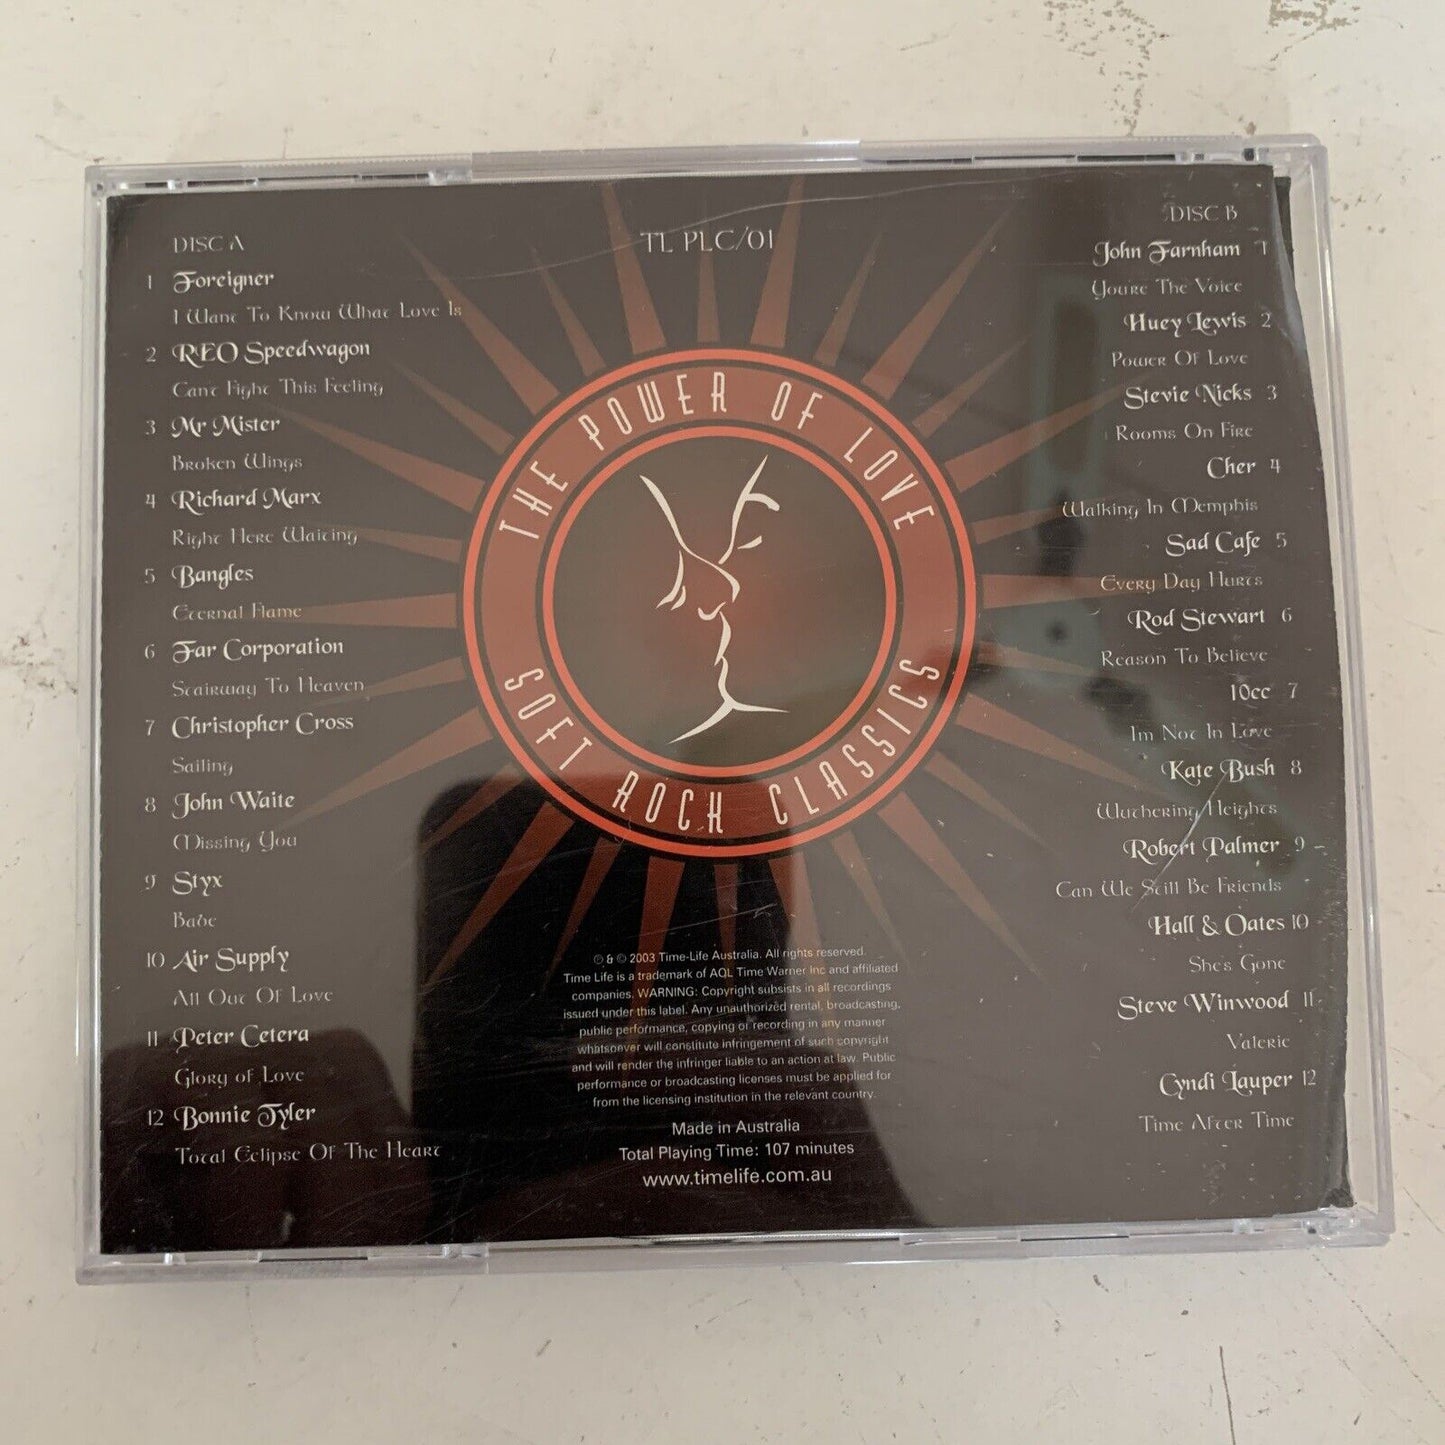 DISC A
1 Foreigner
I Want To Know What Love Is
2 REO Speedwagon
Can't Fight This Feeling
3 Mr Mister
Broken Wings
4 Richard Marx
Right Here Waiting
5 Bangles
Eternal Flame
6 Far Corporation
Stairway To Heaven
7 Christopher Cross
Sailing
8 John Waite
Missing You
9 Styx
Babe
10 Air Supply
All Out Of Love
11 Peter Cetera
Glory of Love
12 Bonnie Tyler
Total Eclipse Of The Heart
TL PLC/01
THE POWER OF LOVE
SOFT ROCK CLASSICS
℗ & © 2003 Time-Life Australia. All rights reserved.
Time Life is a trademark of AOL Time Warner Inc and affiliated
companies. WARNING: Copyright subsists in all recordings
issued under this label. Any unauthorized rental, broadcasting,
public performance, copying or recording in any manner
whatsoever will constitute infringement of such copyright
and will render the infringer liable to an action at law. Public
performance or broadcasting licenses must be applied for
from the licensing institution in the relevant country.
Made in Australia
Total Playing Time: 107 minutes
www.timelife.com.au
DISC B
John Farnham 1
Youre The Voice
Huey Lewis 2
Power Of Love
Stevie Nicks 3
Rooms On Fire
Cher 4
Walking In Memphis
Sad Cafe 5
Every Day Hurts
Rod Stewart 6
Reason To Believe
10cc 7
Im Not In Love
Kate Bush 8
Wuthering Heights
Robert Palmer 9
Can We Still Be Friends
Hall & Oates 10
She's Gone
Steve Winwood 11
Valerie
Cyndi Lauper 12
Time After Time